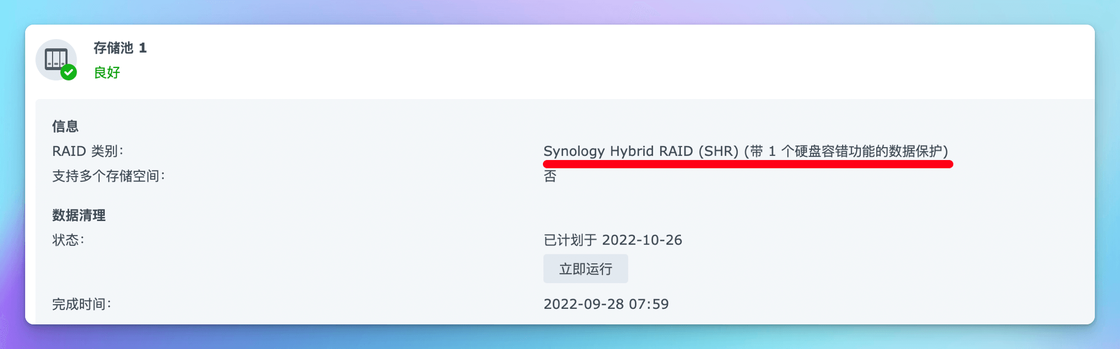 存储池 1
良好
信息
RAID 类别:
Synology Hybrid RAID (SHR) (带 1 个硬盘容错功能的数据保护)
支持多个存储空间:
否
数据清理
状态:
已计划于 2022-10-26
立即运行
完成时间:
2022-09-28 07:59